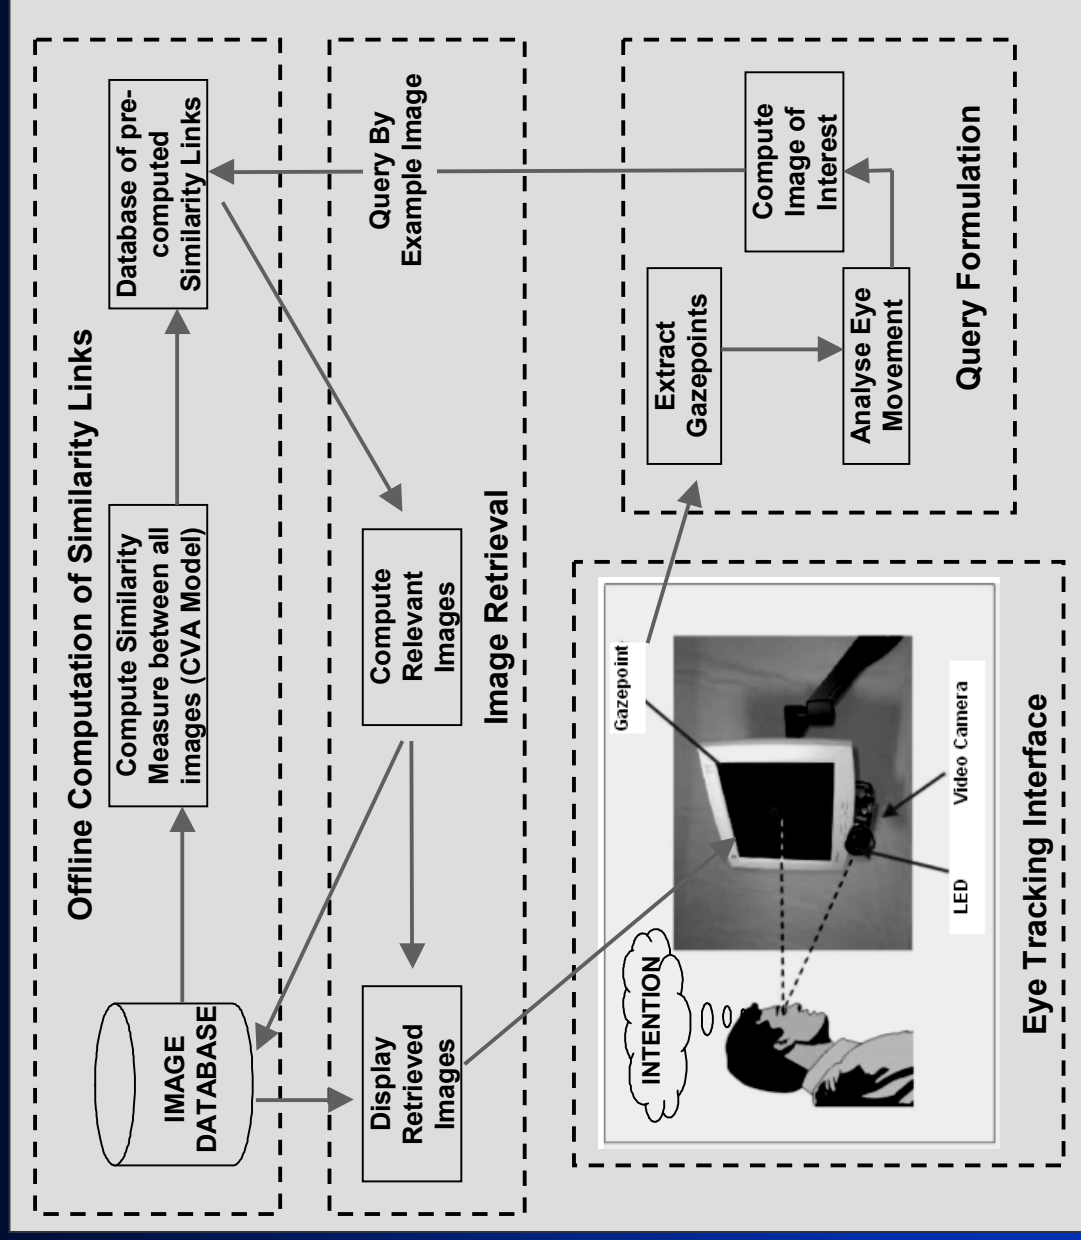 Offline Computation of Similarity Links
IMAGE
DATABASE
Compute Similarity
Measure between all
images (CVA Model)
Database of pre-
computed
Similarity Links
Display
Retrieved
Images
Compute
Relevant
Images
Query By
Example Image
Image Retrieval
INTENTION
Gazepoint
LED
Video Camera
Eye Tracking Interface
Extract
Gazepoints
Analyse Eye
Movement
Compute
Image of
Interest
Query Formulation